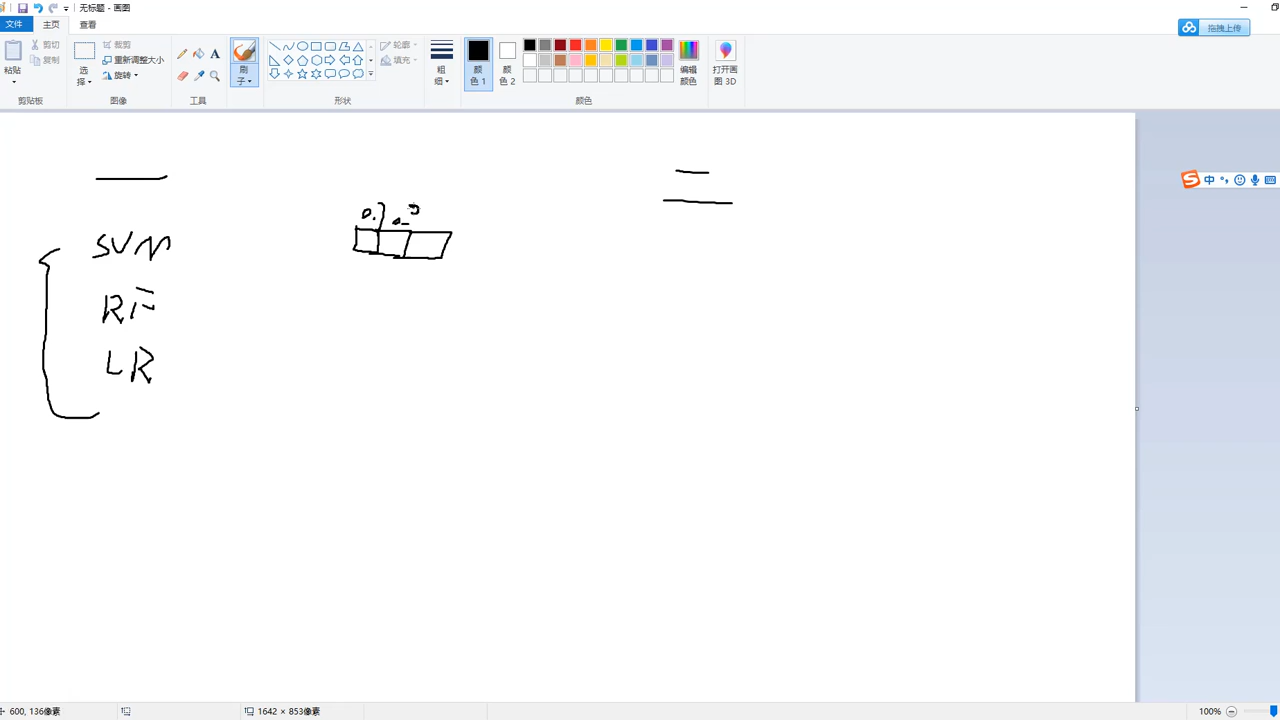 无标题 - 画图
文件 主页 查看
粘贴 剪切 复制
剪贴板
选择 裁剪 重新调整大小 旋转
图像
工具
刷子
形状
轮廓 填充
粗细
颜色 1 颜色 2
编辑颜色
打开画图 3D
颜色
拖拽上传
中
一
二
SVM
RF
LR
600, 136像素
1642 × 853像素
100%